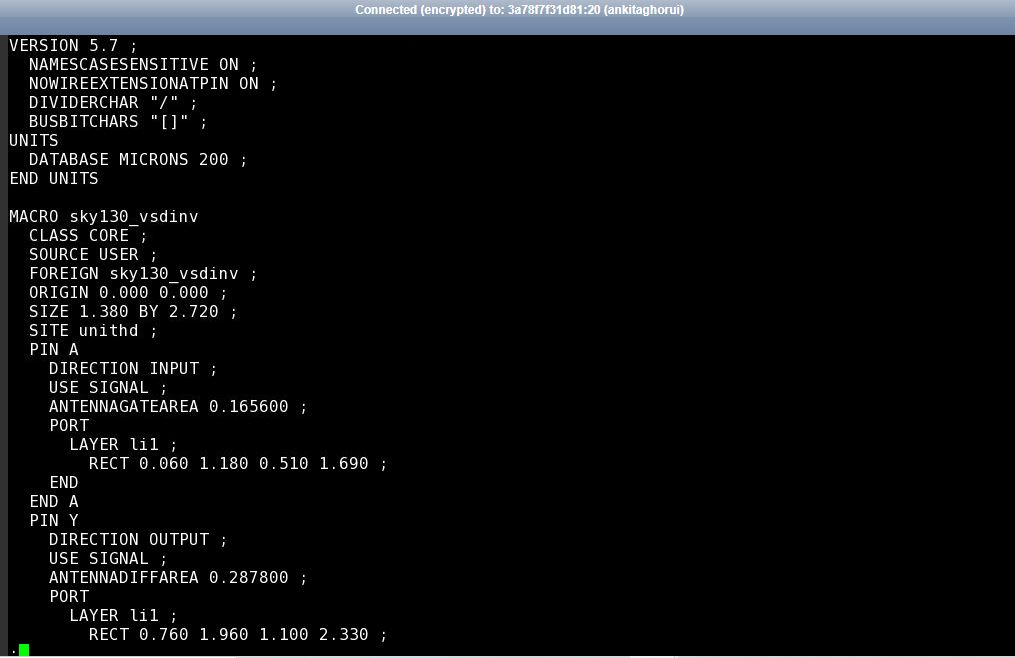 Connected (encrypted) to: 3a78f7f31d81:20 (ankitaghorui)
VERSION 5.7 ;
  NAMESCASESENSITIVE ON ;
  NOWIREEXTENSIONATPIN ON ;
  DIVIDERCHAR "/" ;
  BUSBITCHARS "[]" ;
UNITS
  DATABASE MICRONS 200 ;
END UNITS

MACRO sky130_vsdinv
  CLASS CORE ;
  SOURCE USER ;
  FOREIGN sky130_vsdinv ;
  ORIGIN 0.000 0.000 ;
  SIZE 1.380 BY 2.720 ;
  SITE unithd ;
  PIN A
    DIRECTION INPUT ;
    USE SIGNAL ;
    ANTENNAGATEAREA 0.165600 ;
    PORT
      LAYER li1 ;
        RECT 0.060 1.180 0.510 1.690 ;
    END
  END A
  PIN Y
    DIRECTION OUTPUT ;
    USE SIGNAL ;
    ANTENNADIFFAREA 0.287800 ;
    PORT
      LAYER li1 ;
        RECT 0.760 1.960 1.100 2.330 ;
.